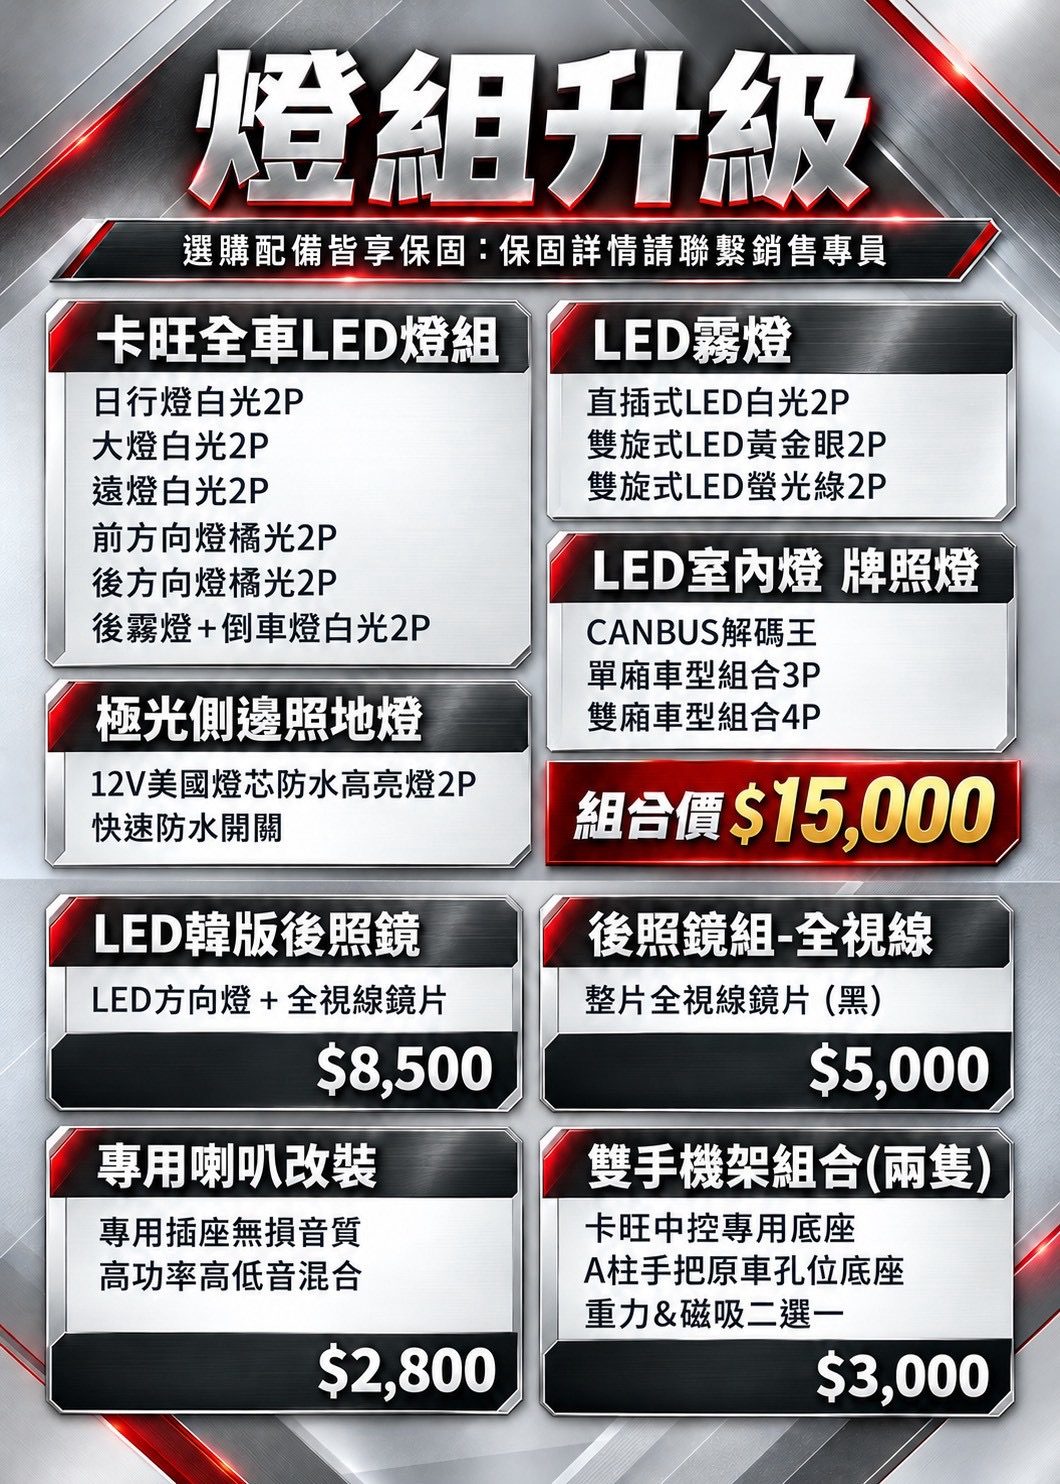 燈組升級
選購配備皆享保固：保固詳情請聯繫銷售專員
卡旺全車LED燈組
日行燈白光2P
大燈白光2P
遠燈白光2P
前方向燈橘光2P
後方向燈橘光2P
後霧燈+倒車燈白光2P
極光側邊照地燈
12V美國燈芯防水高亮燈2P
快速防水開關
LED霧燈
直插式LED白光2P
雙旋式LED黃金眼2P
雙旋式LED螢光綠2P
LED室內燈 牌照燈
CANBUS解碼王
單廂車型組合3P
雙廂車型組合4P
組合價$15,000
LED韓版後照鏡
LED方向燈 + 全視線鏡片
$8,500
後照鏡組-全視線
整片全視線鏡片 (黑)
$5,000
專用喇叭改裝
專用插座無損音質
高功率高低音混合
$2,800
雙手機架組合(兩隻)
卡旺中控專用底座
A柱手把原車孔位底座
重力&磁吸二選一
$3,000